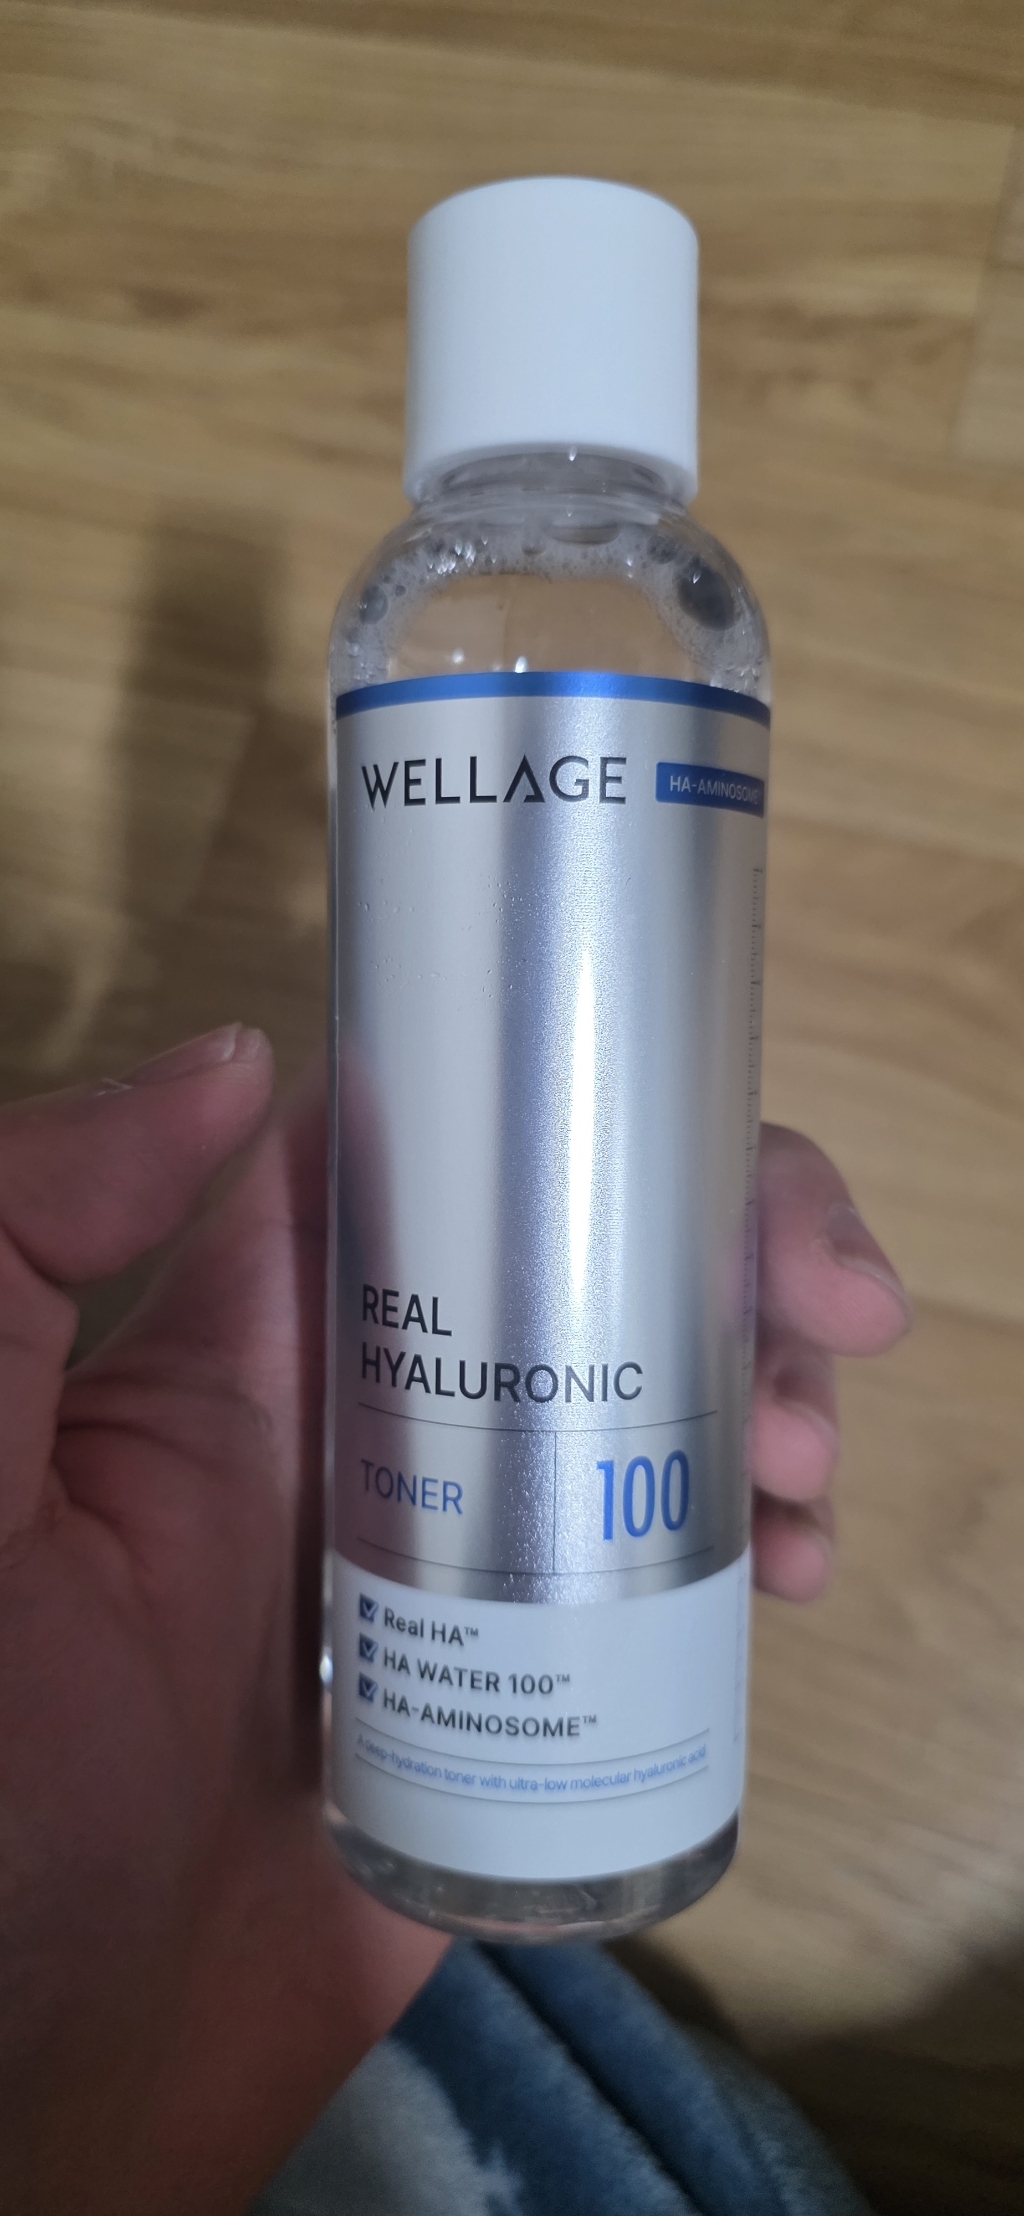 WELLAGE HA-AMINOSOME
REAL
HYALURONIC
TONER 100
Real HA™
HA WATER 100™
HA-AMINOSOME™
A deep-hydration toner with ultra-low molecular hyaluronic acid